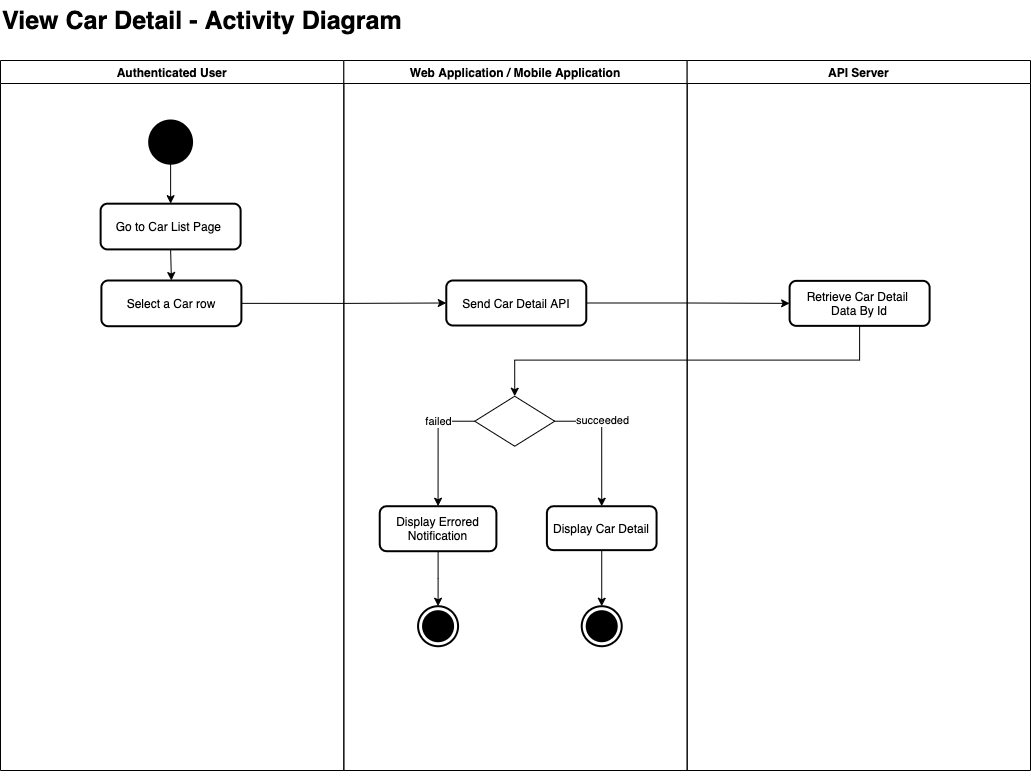 View Car Detail - Activity Diagram
Authenticated User
Web Application / Mobile Application
API Server
Go to Car List Page
Select a Car row
Send Car Detail API
Retrieve Car Detail
Data By Id
failed
succeeded
Display Errored
Notification
Display Car Detail